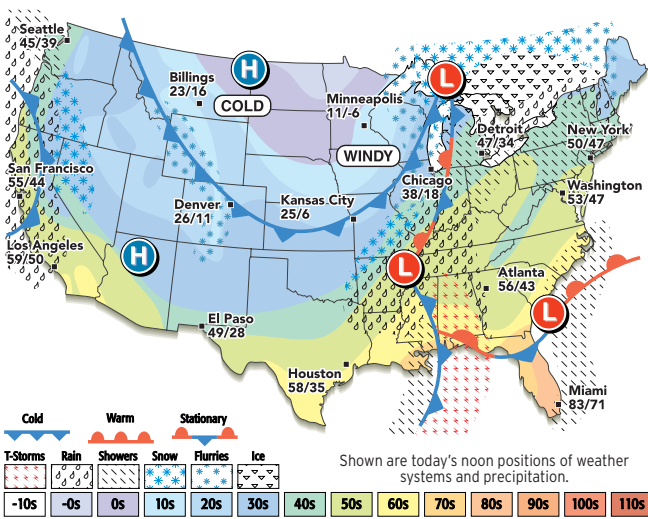 Seattle
45/39
H
L
Billings
23/16
COLD
Minneapolis
11/-6
Detroit
47/34
New York
50/47
WINDY
San Francisco
55/44
Chicago
38/18
Washington
53/47
Denver
26/11
Kansas City
25/6
Los Angeles
59/50
H
L
Atlanta
56/43
El Paso
49/28
L
Houston
58/35
Miami
83/71
Cold
Warm
Stationary
T-Storms Rain Showers Snow Flurries Ice
Shown are today's noon positions of weather
systems and precipitation.
-10s -0s 0s 10s 20s 30s 40s 50s 60s 70s 80s 90s 100s 110s